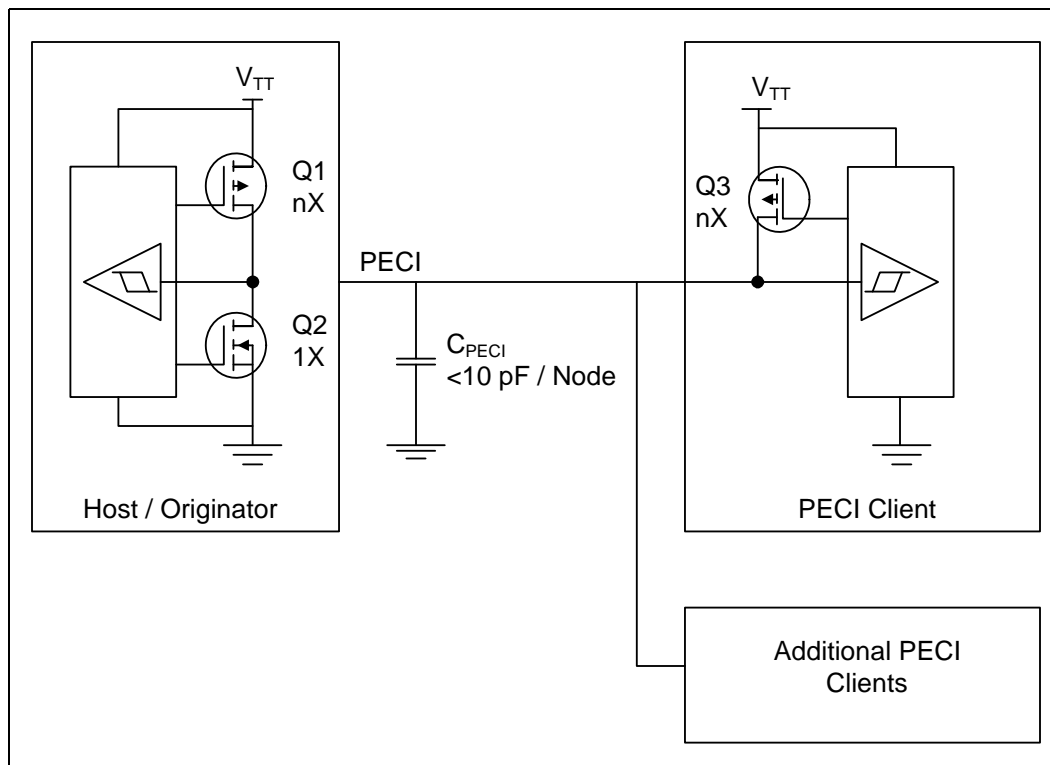 V_TT
Q1
nX
Q2
1X
Host / Originator
PECI
C_PECI
<10 pF / Node
V_TT
Q3
nX
PECI Client
Additional PECI
Clients